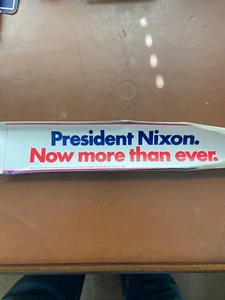 President Nixon.
Now more than ever.